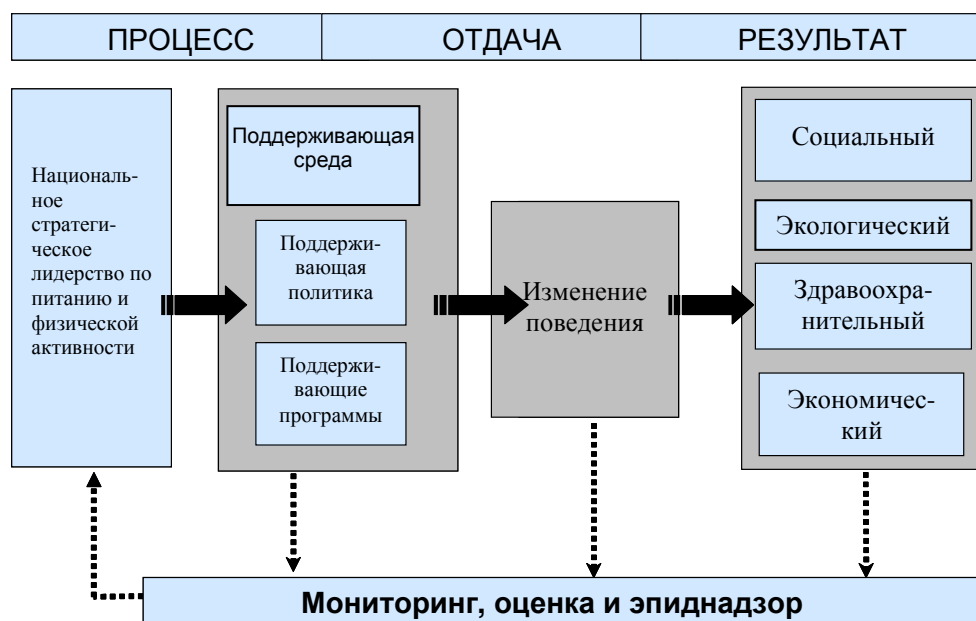 ПРОЦЕСС
ОТДАЧА
РЕЗУЛЬТАТ
Националь-
ное
стратеги-
ческое
лидерство по
питанию и
физической
активности
Поддерживающая
среда
Поддержи-
вающая
политика
Поддержи-
вающие
программы
Изменение
поведения
Социальный
Экологический
Здравоохра-
нительный
Экономичес-
кий
Мониторинг, оценка и эпиднадзор